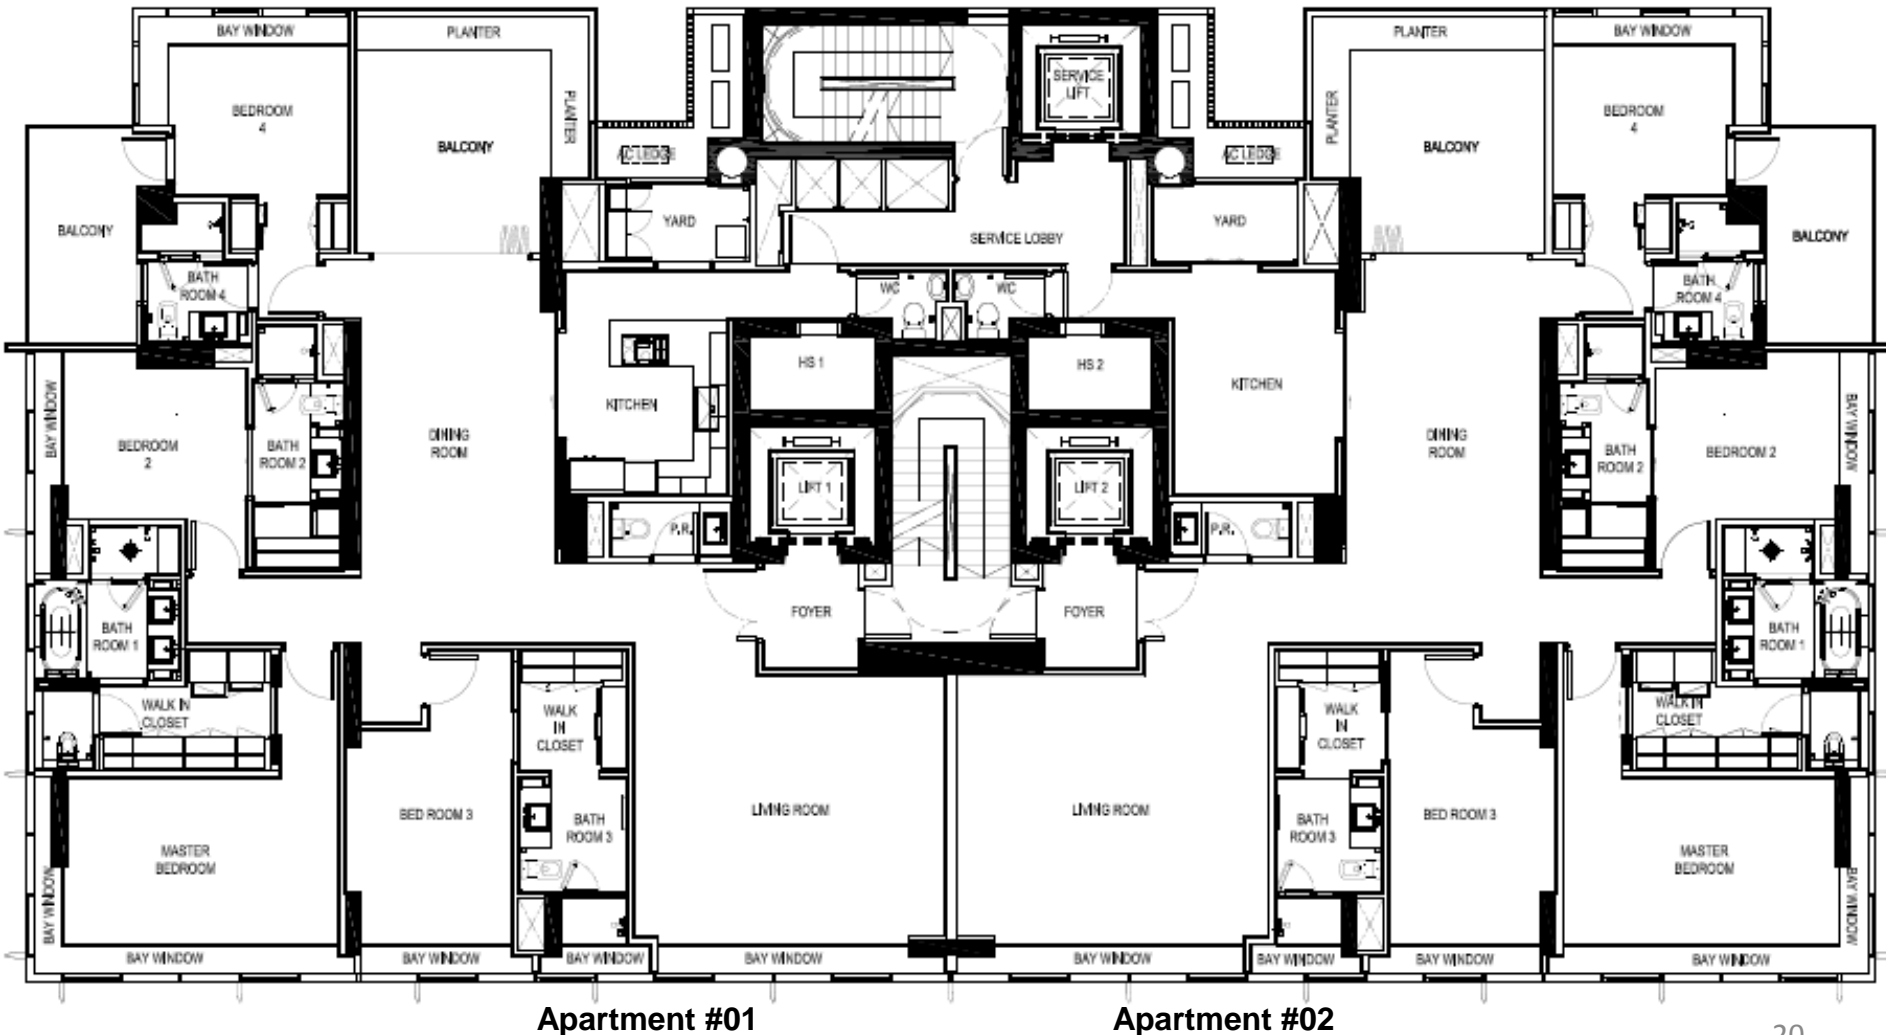 BAY WINDOW
PLANTER
PLANTER
BAY WINDOW
SERVICE
LIFT
BEDROOM
4
PLANTER
PLANTER
BEDROOM
4
BALCONY
BALCONY
AC LEDGE
AC LEDGE
BALCONY
YARD
SERVICE LOBBY
YARD
BALCONY
BATH
ROOM 4
WC
WC
BATH
ROOM 4
HS 1
HS 2
BAY WINDOW
KITCHEN
KITCHEN
BAY WINDOW
BEDROOM
2
BATH
ROOM 2
DINING
ROOM
DINING
ROOM
BATH
ROOM 2
BEDROOM 2
LIFT 1
LIFT 2
P.R.
P.R.
FOYER
FOYER
BATH
ROOM 1
BATH
ROOM 1
WALK IN
CLOSET
WALK
IN
CLOSET
WALK
IN
CLOSET
WALK IN
CLOSET
BED ROOM 3
BATH
ROOM 3
LIVING ROOM
LIVING ROOM
BATH
ROOM 3
BED ROOM 3
MASTER
BEDROOM
MASTER
BEDROOM
BAY WINDOW
BAY WINDOW
BAY WINDOW
BAY WINDOW
BAY WINDOW
BAY WINDOW
BAY WINDOW
BAY WINDOW
BAY WINDOW
BAY WINDOW
Apartment #01
Apartment #02
20